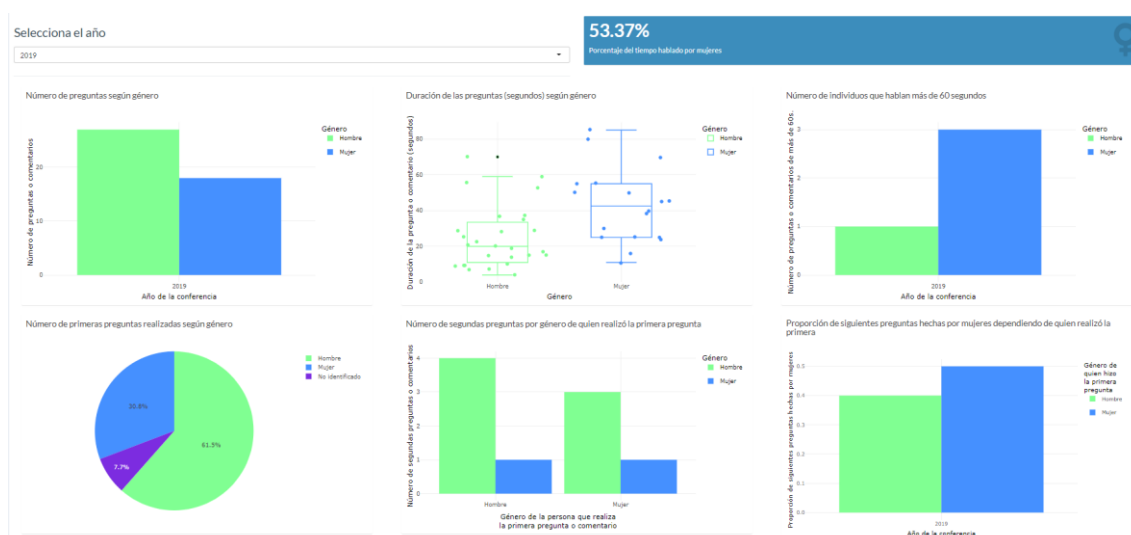 Selecciona el año
2019
53.37%
Porcentaje del tiempo hablado por mujeres
Número de preguntas según género
Número de preguntas o comentarios
20
10
0
2019
Año de la conferencia
Género
Hombre
Mujer
Duración de las preguntas (segundos) según género
Duración de la pregunta o comentario (segundos)
80
60
40
20
0
Hombre
Mujer
Género
Género
Hombre
Mujer
Número de individuos que hablan más de 60 segundos
Número de preguntas o comentarios de más de 60s.
3
2
1
0
2019
Año de la conferencia
Género
Hombre
Mujer
Número de primeras preguntas realizadas según género
30.8%
7.7%
61.5%
Hombre
Mujer
No identificado
Número de segundas preguntas por género de quien realizó la primera pregunta
Número de segundas preguntas o comentarios
4
3
2
1
0
Hombre
Mujer
Género de la persona que realiza
la primera pregunta o comentario
Género
Hombre
Mujer
Proporción de siguientes preguntas hechas por mujeres dependiendo de quien realizó la
primera
Proporción de siguientes preguntas hechas por mujeres
0.5
0.4
0.3
0.2
0.1
0.0
2019
Año de la conferencia
Género de
quien hizo
la primera
pregunta
Hombre
Mujer